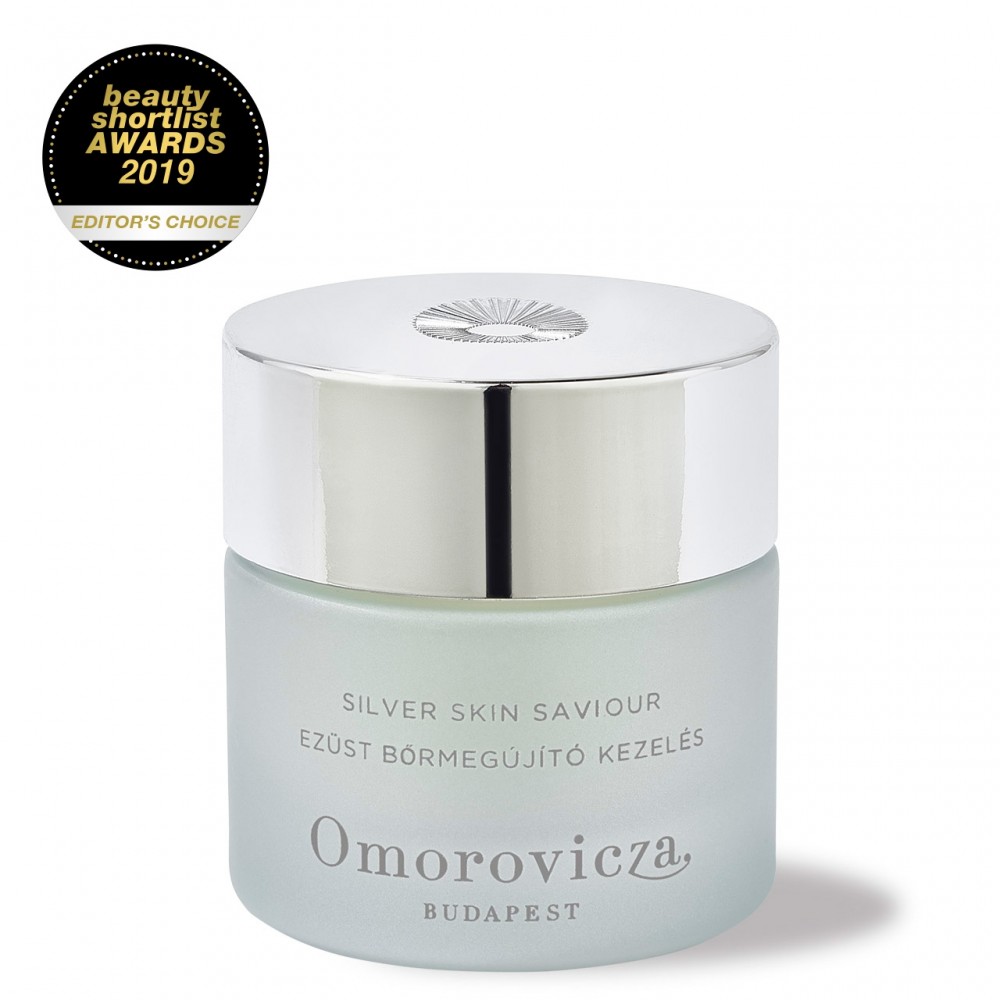 beauty
shortlist
AWARDS
2019
EDITOR'S CHOICE
SILVER SKIN SAVIOUR
EZÜST BŐRMEGÚJÍTÓ KEZELÉS
Omorovicza,
BUDAPEST